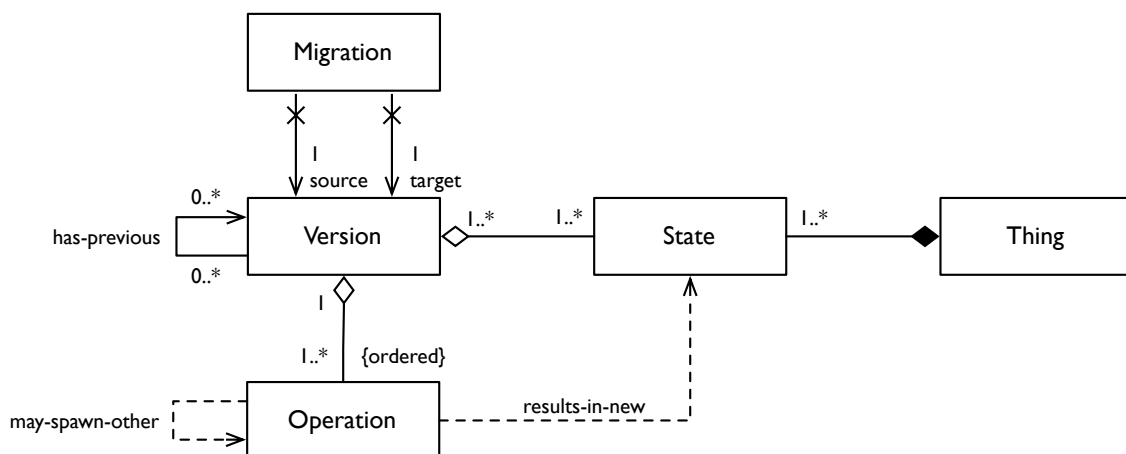 Migration
1
1
source
target
0..*
has-previous
Version
1..*
1..*
State
1..*
Thing
0..*
1
1..*
{ordered}
may-spawn-other
Operation
results-in-new